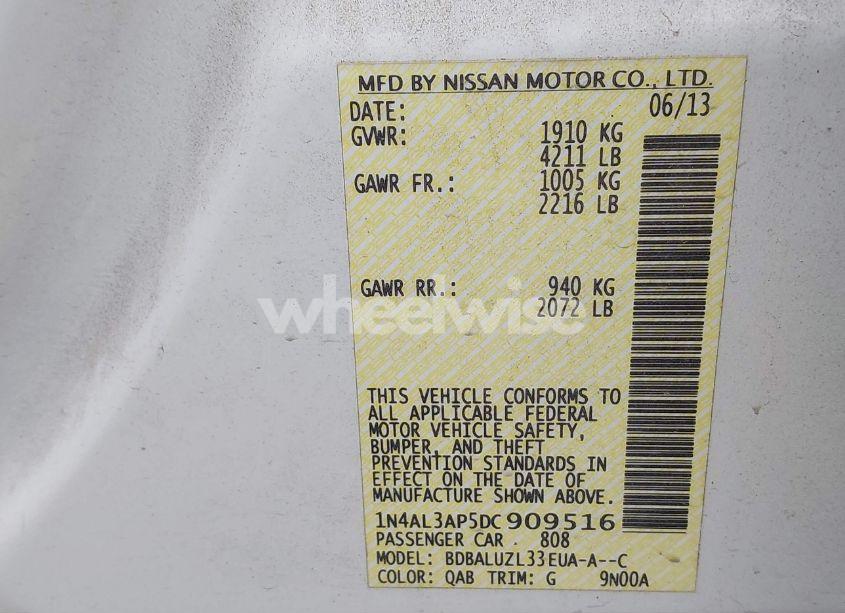 MFD BY NISSAN MOTOR CO., LTD.
DATE: 06/13
GVWR: 1910 KG
4211 LB
GAWR FR.: 1005 KG
2216 LB
GAWR RR.: 940 KG
2072 LB
wheelwise
THIS VEHICLE CONFORMS TO
ALL APPLICABLE FEDERAL
MOTOR VEHICLE SAFETY,
BUMPER, AND THEFT
PREVENTION STANDARDS IN
EFFECT ON THE DATE OF
MANUFACTURE SHOWN ABOVE.
1N4AL3AP5DC909516
PASSENGER CAR 808
MODEL: BDBALUZL33EUA-A--C
COLOR: QAB TRIM: G 9N00A